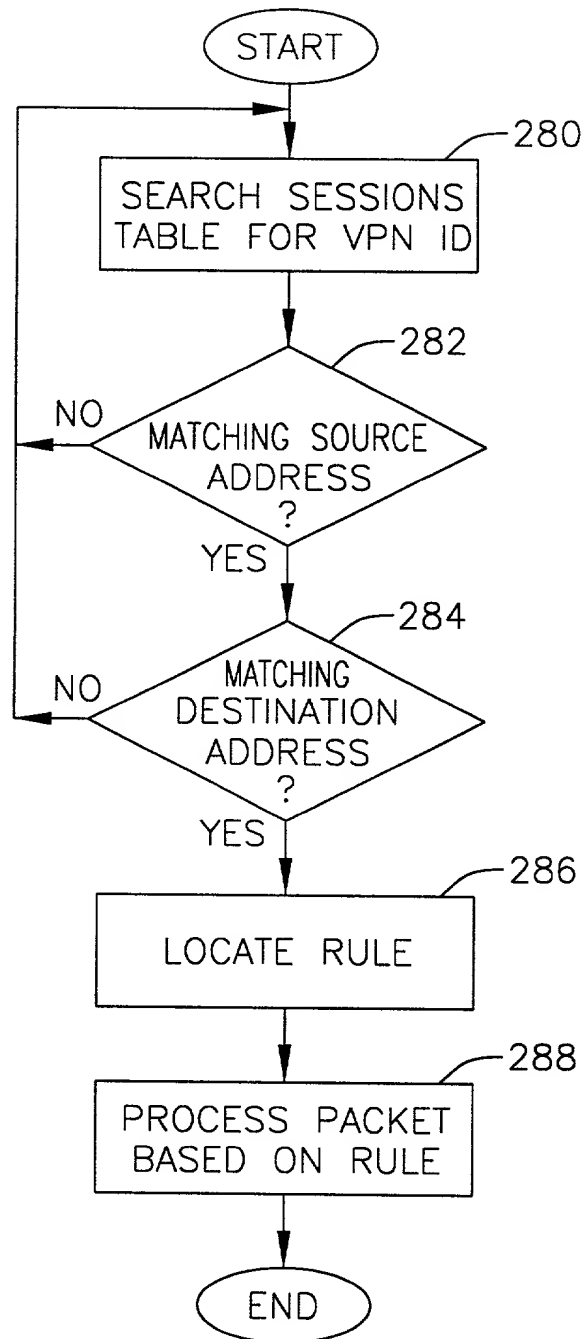 START
280
SEARCH SESSIONS
TABLE FOR VPN ID
282
NO
MATCHING SOURCE
ADDRESS
?
YES
284
NO
MATCHING
DESTINATION
ADDRESS
?
YES
286
LOCATE RULE
288
PROCESS PACKET
BASED ON RULE
END